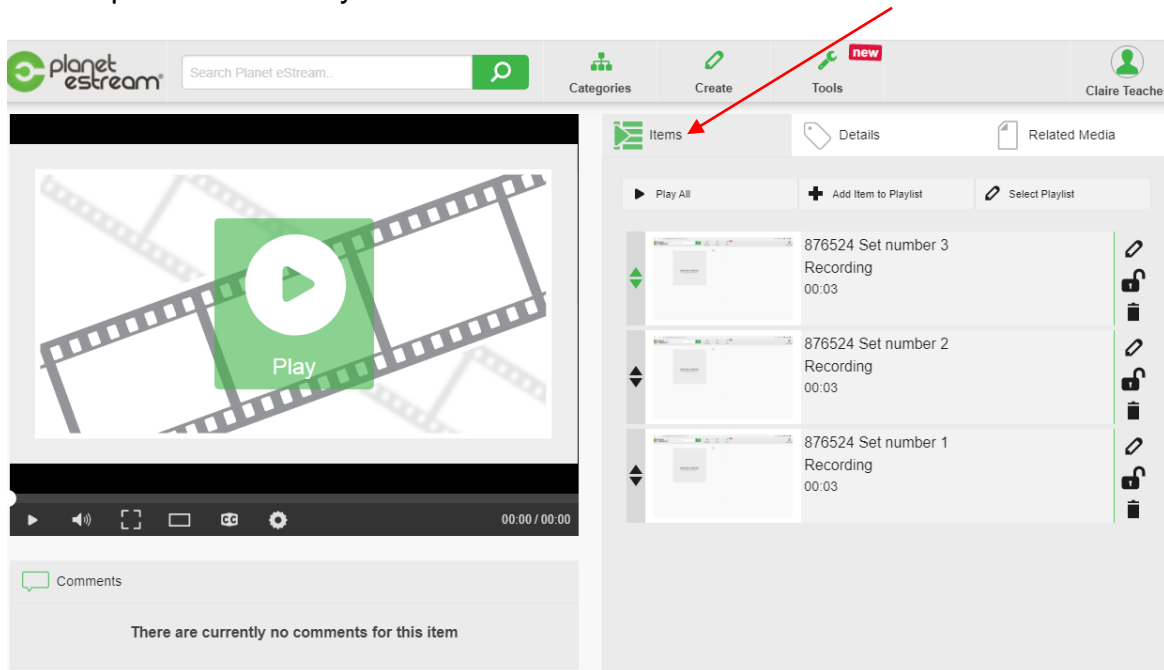 planet
estream
Search Planet eStream..
Categories
Create
Tools
new
Claire Teache
Items
Details
Related Media
Play All
Add Item to Playlist
Select Playlist
876524 Set number 3
Recording
00:03
876524 Set number 2
Recording
00:03
876524 Set number 1
Recording
00:03
Play
CC
00:00 / 00:00
Comments
There are currently no comments for this item